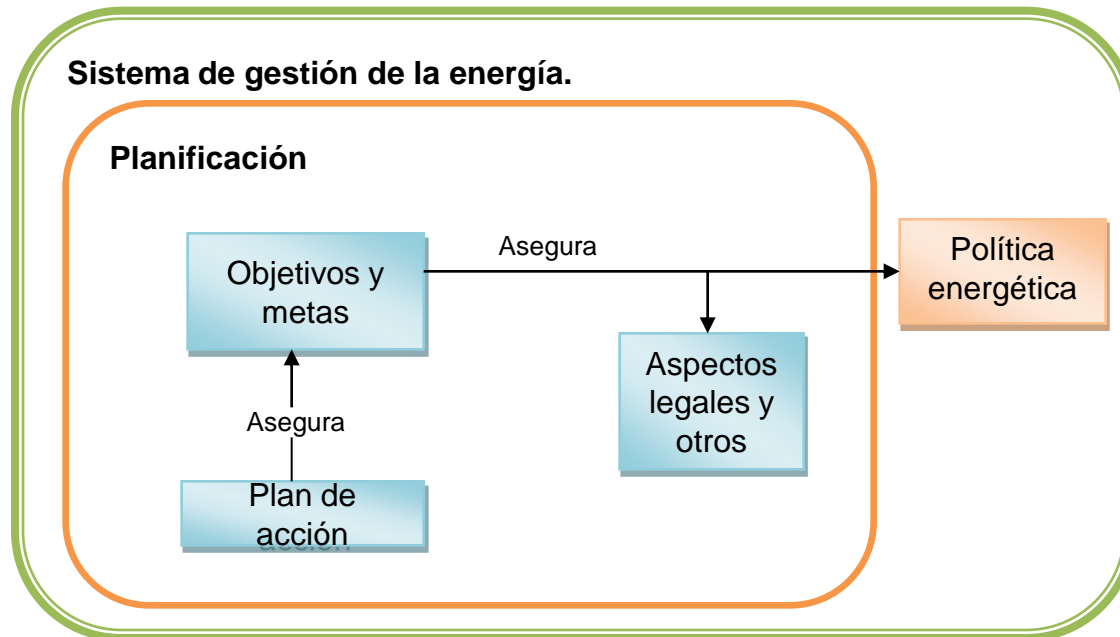 Sistema de gestión de la energía.
Planificación
Asegura
Objetivos y
metas
Política
energética
Aspectos
legales y
otros
Asegura
Plan de
acción